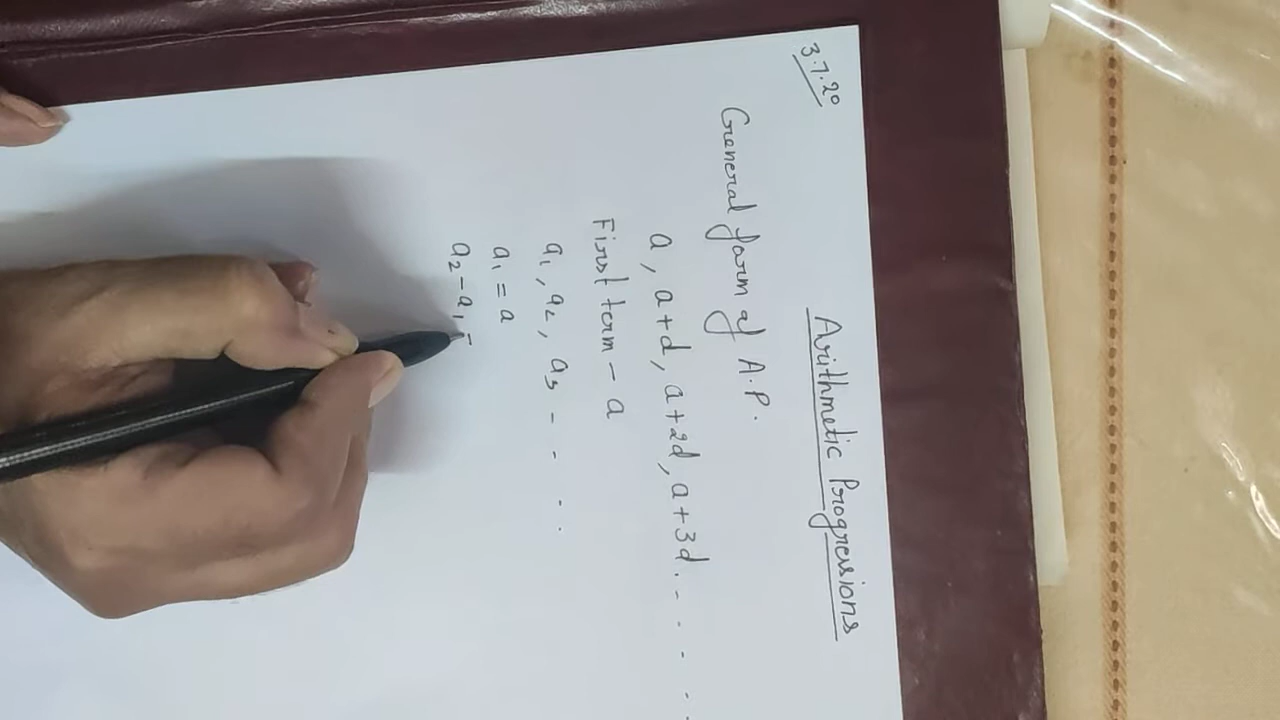 3.7.20
Arithmetic Progressions
General form of A.P.
a, a+d, a+2d, a+3d. - - - -
First term - a
a₁, a₂, a₃ - - - .
a₁ = a
a₂ - a₁ =